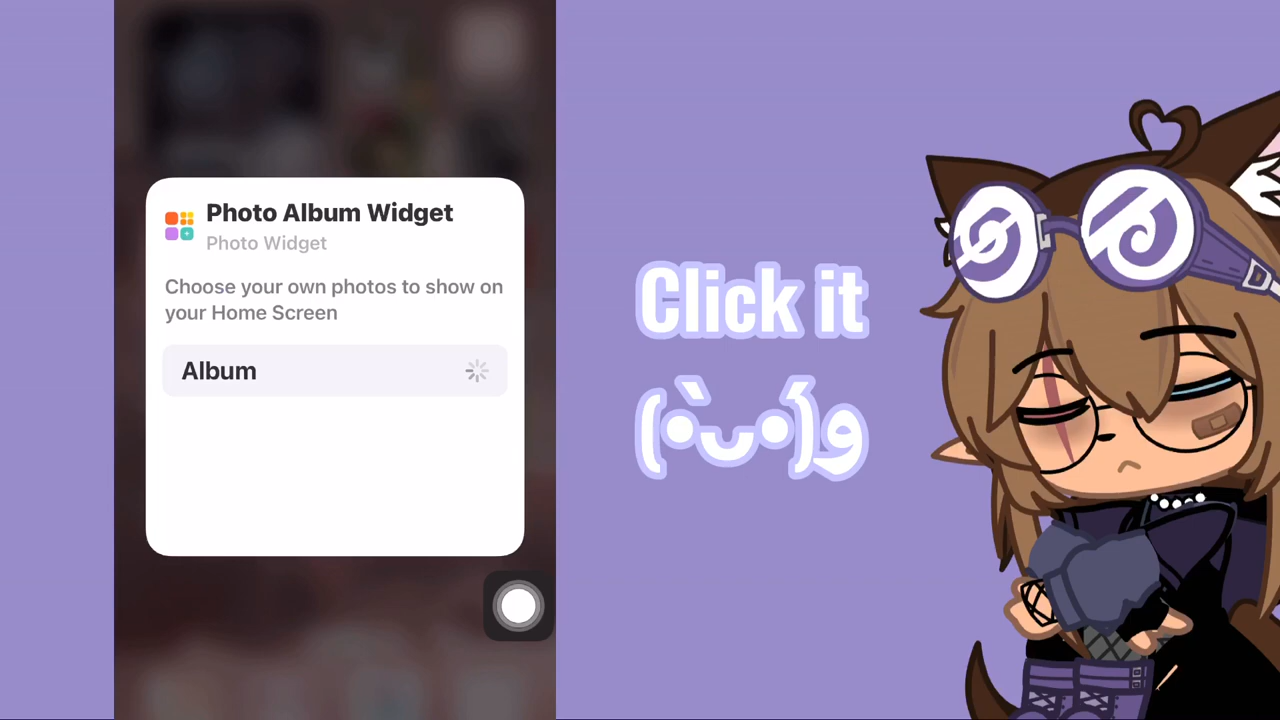 Photo Album Widget
Photo Widget
Choose your own photos to show on
your Home Screen
Album
Click it
(•̀ᴗ•́)و